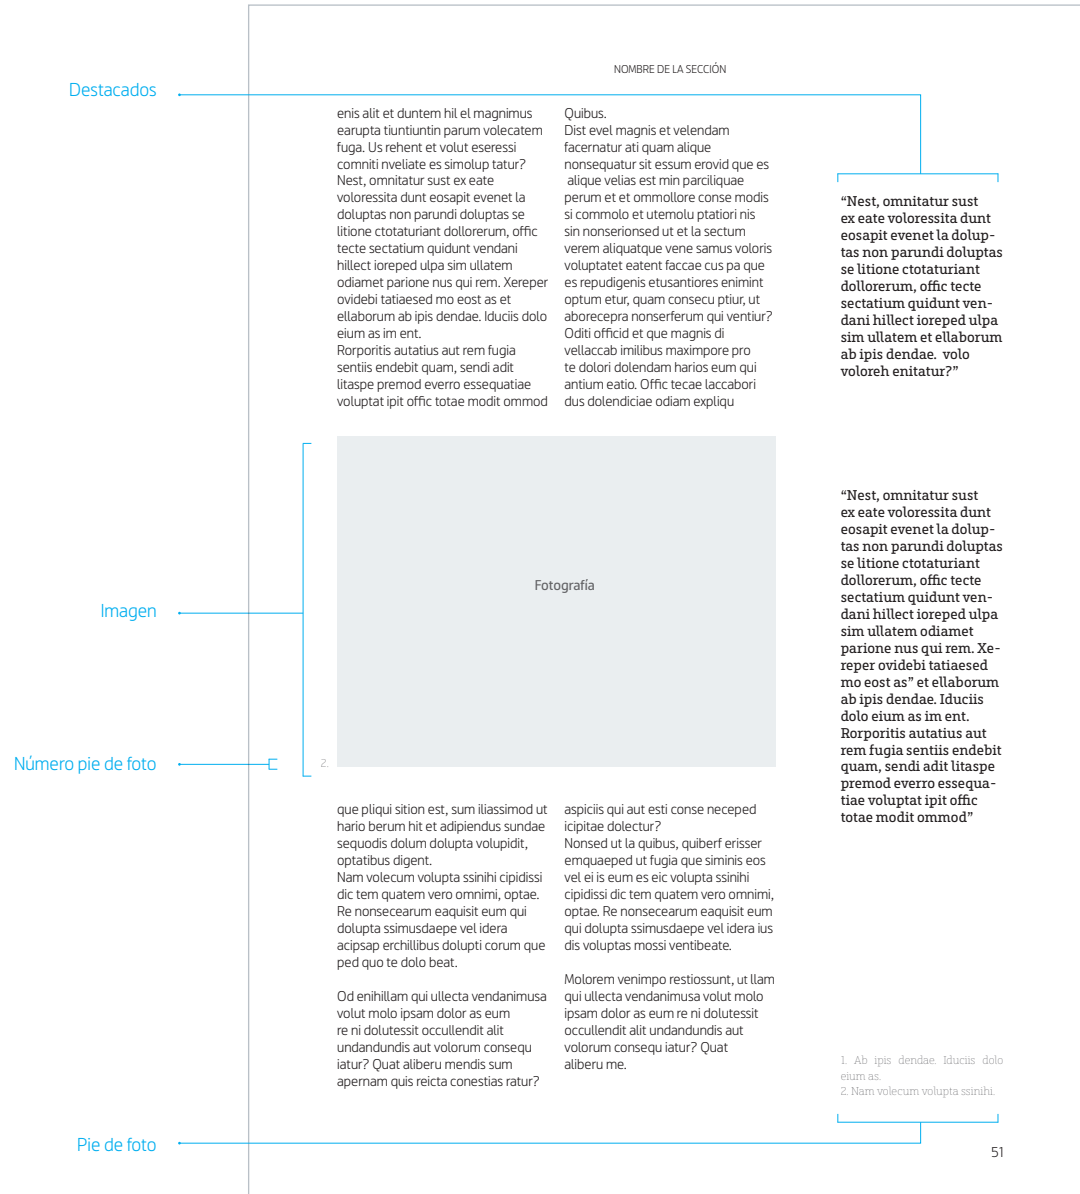 NOMBRE DE LA SECCIÓN
Destacados
enis alit et duntem hil el magnimus
earupta tiuntiuntin parum volecatem
fuga. Us rehent et volut eseressi
comniti nveliate es simolup tatur?
Nest, omnitatur sust ex eate
voloressita dunt eosapit evenet la
doluptas non parundi doluptas se
litione ctotaturiant dollorerum, offic
tecte sectatium quidunt vendani
hillect ioreped ulpa sim ullatem
odiamet parione nus qui rem. Xereper
ovidebi tatiaesed mo eost as et
ellaborum ab ipis dendae. Iduciis dolo
eium as im ent.
Rorporitis autatius aut rem fugia
sentiis endebit quam, sendi adit
litaspe premod everro essequatiae
voluptat ipit offic totae modit ommod
Quibus.
Dist evel magnis et velendam
facernatur ati quam alique
nonsequatur sit essum erovid que es
alique velias est min parciliquae
perum et et ommollore conse modis
si commolo et utemolu ptatiori nis
sin nonserionsed ut et la sectum
verem aliquatque vene samus voloris
voluptatet eatent faccae cus pa que
es repudigenis etusantiores enimint
optum etur, quam consecu ptiur, ut
aborecepra nonserferum qui ventiur?
Oditi officid et que magnis di
vellaccab imilibus maximpore pro
te dolori dolendam harios eum qui
antium eatio. Offic tecae laccabori
dus dolendiciae odiam expliqu
“Nest, omnitatur sust
ex eate voloressita dunt
eosapit evenet la dolup-
tas non parundi doluptas
se litione ctotaturiant
dollorerum, offic tecte
sectatium quidunt ven-
dani hillect ioreped ulpa
sim ullatem et ellaborum
ab ipis dendae. volo
voloreh enitatur?”
Imagen
Fotografía
Número pie de foto
2.
“Nest, omnitatur sust
ex eate voloressita dunt
eosapit evenet la dolup-
tas non parundi doluptas
se litione ctotaturiant
dollorerum, offic tecte
sectatium quidunt ven-
dani hillect ioreped ulpa
sim ullatem odiamet
parione nus qui rem. Xe-
reper ovidebi tatiaesed
mo eost as” et ellaborum
ab ipis dendae. Iduciis
dolo eium as im ent.
Rorporitis autatius aut
rem fugia sentiis endebit
quam, sendi adit litaspe
premod everro essequa-
tiae voluptat ipit offic
totae modit ommod”
que pliqui sition est, sum iliassimod ut
hario berum hit et adipiendus sundae
sequodis dolum dolupta volupidit,
optatibus digent.
Nam volecum volupta ssinihi cipidissi
dic tem quatem vero omnimi, optae.
Re nonsecearum eaquisit eum qui
dolupta ssimusdaepe vel idera
acipsap erchillibus dolupti corum que
ped quo te dolo beat.
Od enihillam qui ullecta vendanimusa
volut molo ipsam dolor as eum
re ni dolutessit occullendit alit
undandundis aut volorum consequ
iatur? Quat aliberu mendis sum
apernam quis reicta conestias ratur?
aspiciis qui aut esti conse neceped
icipitae dolectur?
Nonsed ut la quibus, quiberf erisser
emquaeped ut fugia que siminis eos
vel ei is eum es eic volupta ssinihi
cipidissi dic tem quatem vero omnimi,
optae. Re nonsecearum eaquisit eum
qui dolupta ssimusdaepe vel idera ius
dis voluptas mossi ventibeate.
Molorem venimpo restiossunt, ut llam
qui ullecta vendanimusa volut molo
ipsam dolor as eum re ni dolutessit
occullendit alit undandundis aut
volorum consequ iatur? Quat
aliberu me.
1. Ab ipis dendae. Iduciis dolo
eium as.
2. Nam volecum volupta ssinihi.
Pie de foto
51